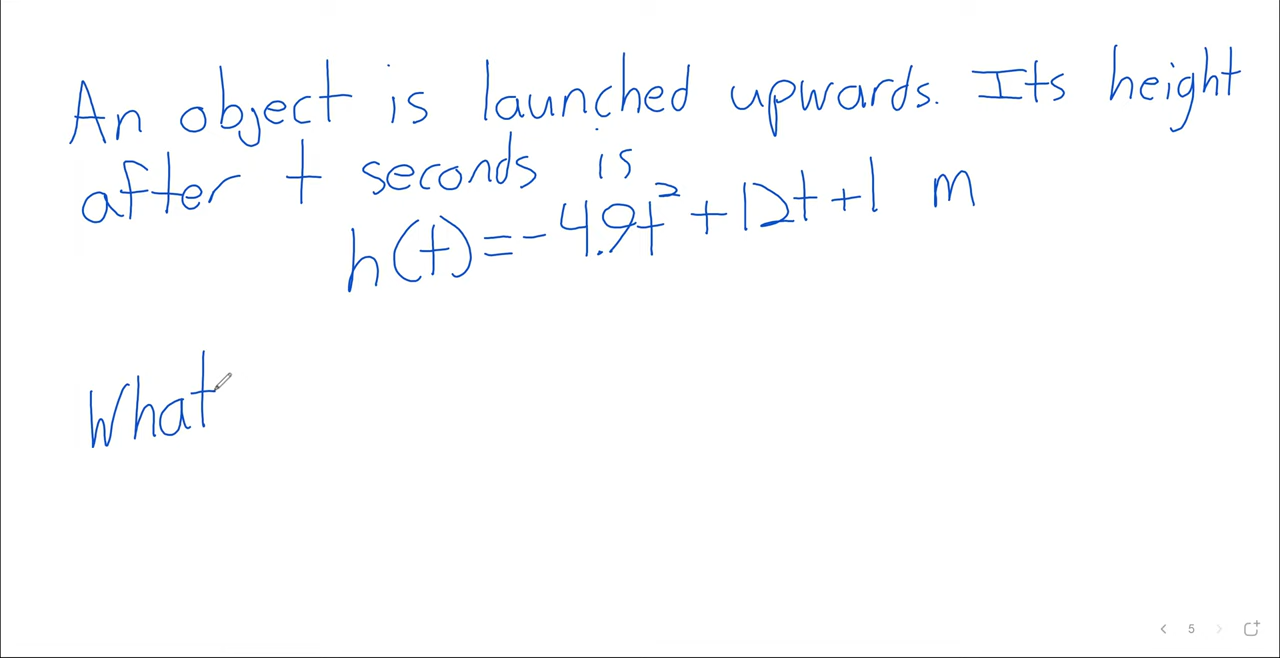 An object is launched upwards. Its height
after t seconds is
h(t)=-4.9t²+12t+1 m
What
5